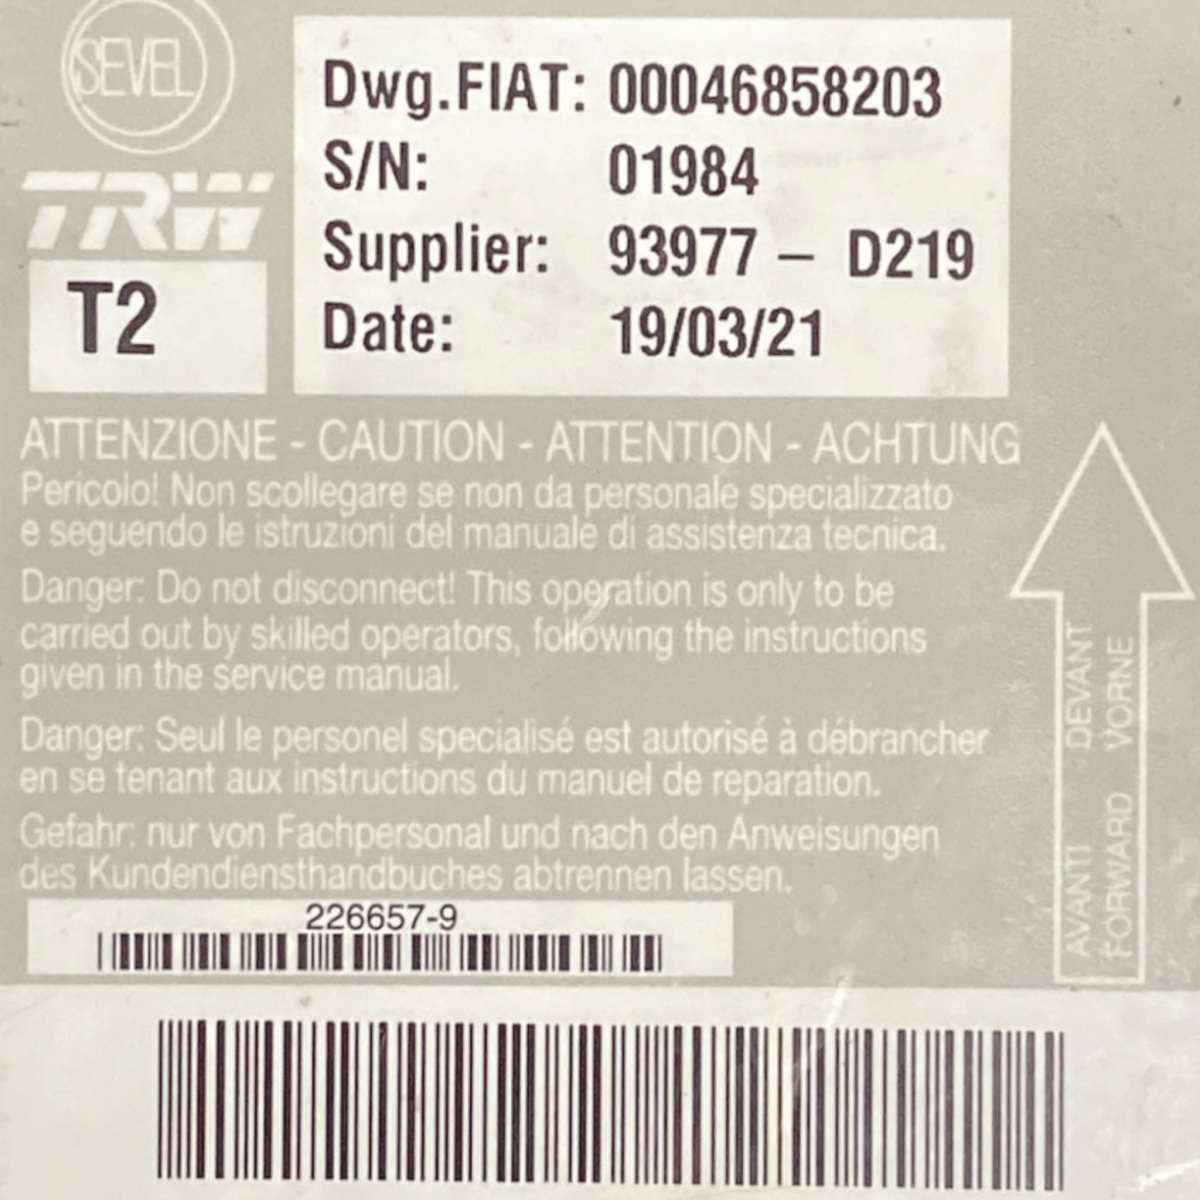 SEVEL
TRW
T2
Dwg.FIAT: 00046858203
S/N: 01984
Supplier: 93977 – D219
Date: 19/03/21
ATTENZIONE - CAUTION - ATTENTION - ACHTUNG
Pericolo! Non scollegare se non da personale specializzato
e seguendo le istruzioni del manuale di assistenza tecnica.
Danger: Do not disconnect! This operation is only to be
carried out by skilled operators, following the instructions
given in the service manual.
Danger: Seul le personel specialisé est autorisé à débrancher
en se tenant aux instructions du manuel de reparation.
Gefahr: nur von Fachpersonal und nach den Anweisungen
des Kundendiensthandbuches abtrennen lassen.
AVANTI DEVANT
FORWARD VORNE
226657-9